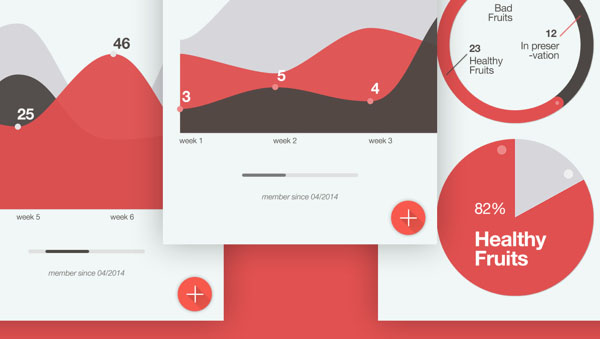 46
25
week 5
week 6
member since 04/2014
3
5
4
week 1
week 2
week 3
member since 04/2014
Bad
Fruits
12
In preser
-vation
23
Healthy
Fruits
82%
Healthy
Fruits